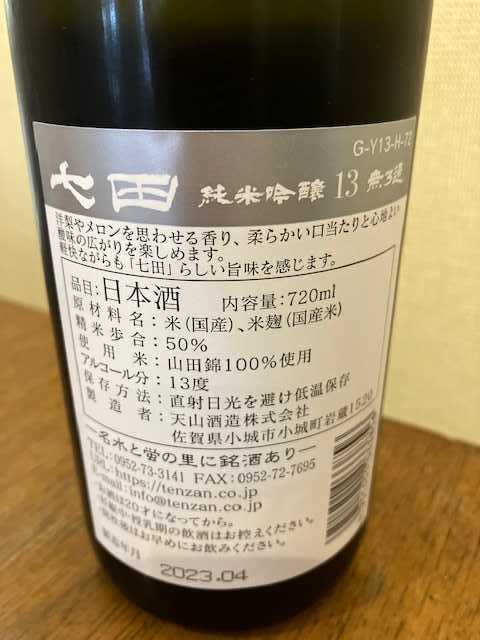 G-Y13-H-72
七田 純米吟醸 13 無ろ過
洋梨やメロンを思わせる香り、柔らかい口当たりと心地よい
酸味の広がりを楽しめます。
軽快ながらも「七田」らしい旨味を感じます。
品目:日本酒 内容量:720ml
原材料名:米(国産)、米麹(国産米)
精米歩合:50%
使用米:山田錦100%使用
アルコール分:13度
保存方法:直射日光を避け低温保存
製造者:天山酒造株式会社
佐賀県小城市小城町岩蔵1520
―名水と蛍の里に銘酒あり―
TEL:0952-73-3141 FAX:0952-72-7695
URL:https://tenzan.co.jp
E-mail:info@tenzan.co.jp
お酒は20才になってから。
妊娠中や授乳期の飲酒はお控えください。
開栓後はお早めにお飲みください。
製造年月
2023.04